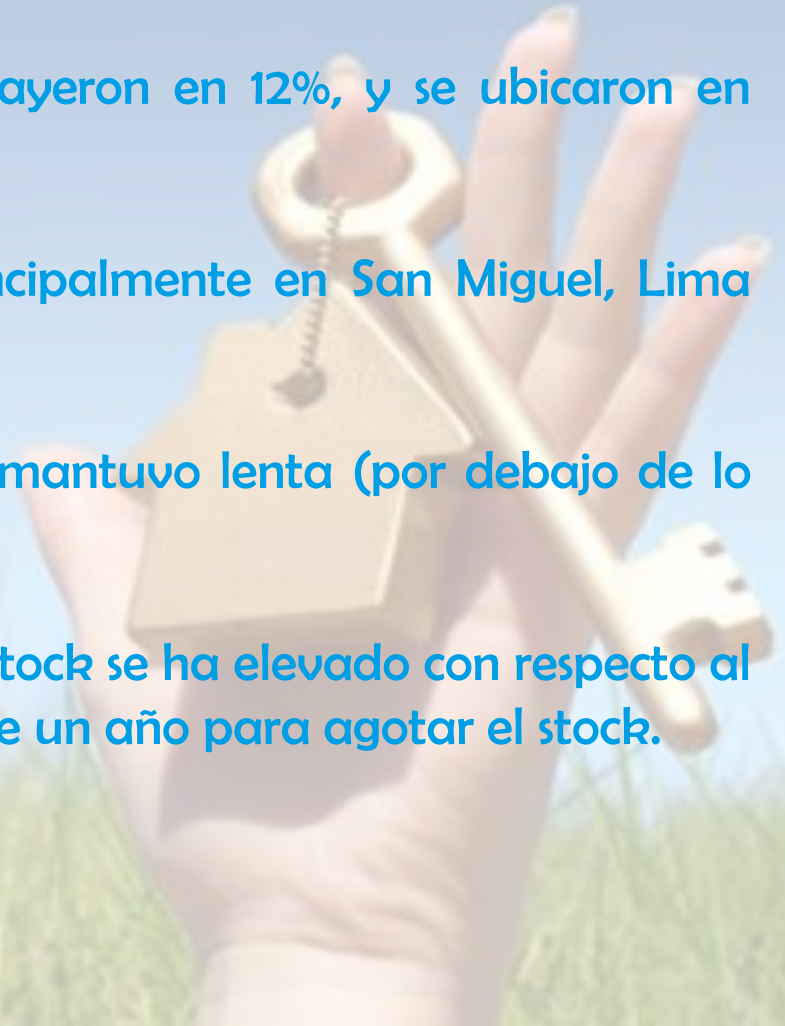 ayeron en 12%, y se ubicaron en
ncipalmente en San Miguel, Lima
mantuvo lenta (por debajo de lo
tock se ha elevado con respecto al
e un año para agotar el stock.